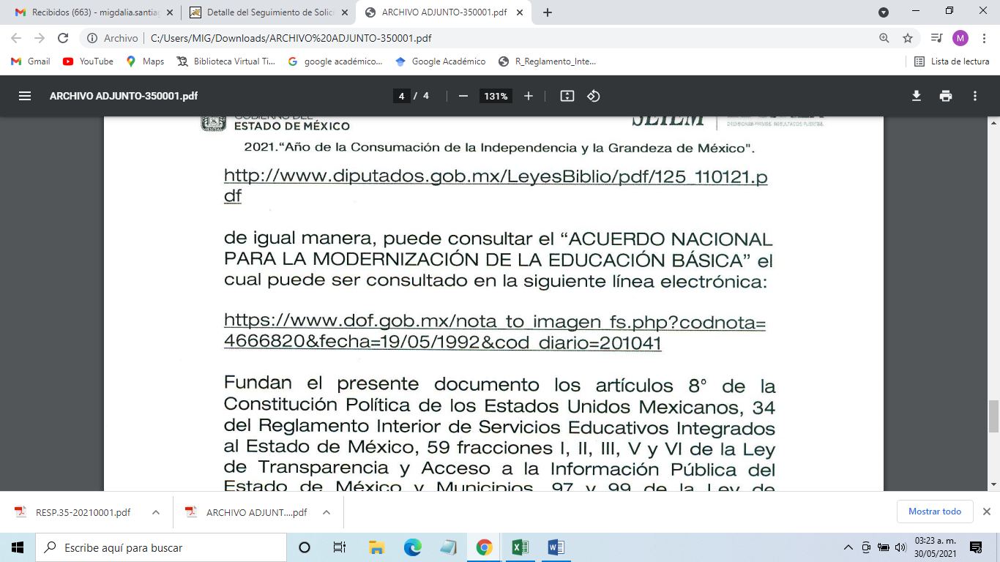 Recibidos (663) - migdalia.santia
Detalle del Seguimiento de Solic
ARCHIVO ADJUNTO-350001.pdf
Archivo
C:/Users/MIG/Downloads/ARCHIVO%20ADJUNTO-350001.pdf
M
Gmail
YouTube
Maps
Biblioteca Virtual Ti...
google académico...
Google Académico
R_Reglamento_Inte...
Lista de lectura
ARCHIVO ADJUNTO-350001.pdf
4 / 4
131%
GOBIERNO DEL
ESTADO DE MÉXICO
SEIEM
DECISIONES FIRMES, RESULTADOS FUERTES.
2021.“Año de la Consumación de la Independencia y la Grandeza de México".
http://www.diputados.gob.mx/LeyesBiblio/pdf/125_110121.p
df
de igual manera, puede consultar el “ACUERDO NACIONAL
PARA LA MODERNIZACIÓN DE LA EDUCACIÓN BÁSICA” el
cual puede ser consultado en la siguiente línea electrónica:
https://www.dof.gob.mx/nota_to_imagen_fs.php?codnota=
4666820&fecha=19/05/1992&cod_diario=201041
Fundan el presente documento los artículos 8° de la
Constitución Política de los Estados Unidos Mexicanos, 34
del Reglamento Interior de Servicios Educativos Integrados
al Estado de México, 59 fracciones I, II, III, V y VI de la Ley
de Transparencia y Acceso a la Información Pública del
Estado de México y Municipios, 97 y 99 de la Ley de
RESP.35-20210001.pdf
ARCHIVO ADJUNT....pdf
Mostrar todo
Escribe aquí para buscar
03:23 a. m.
30/05/2021